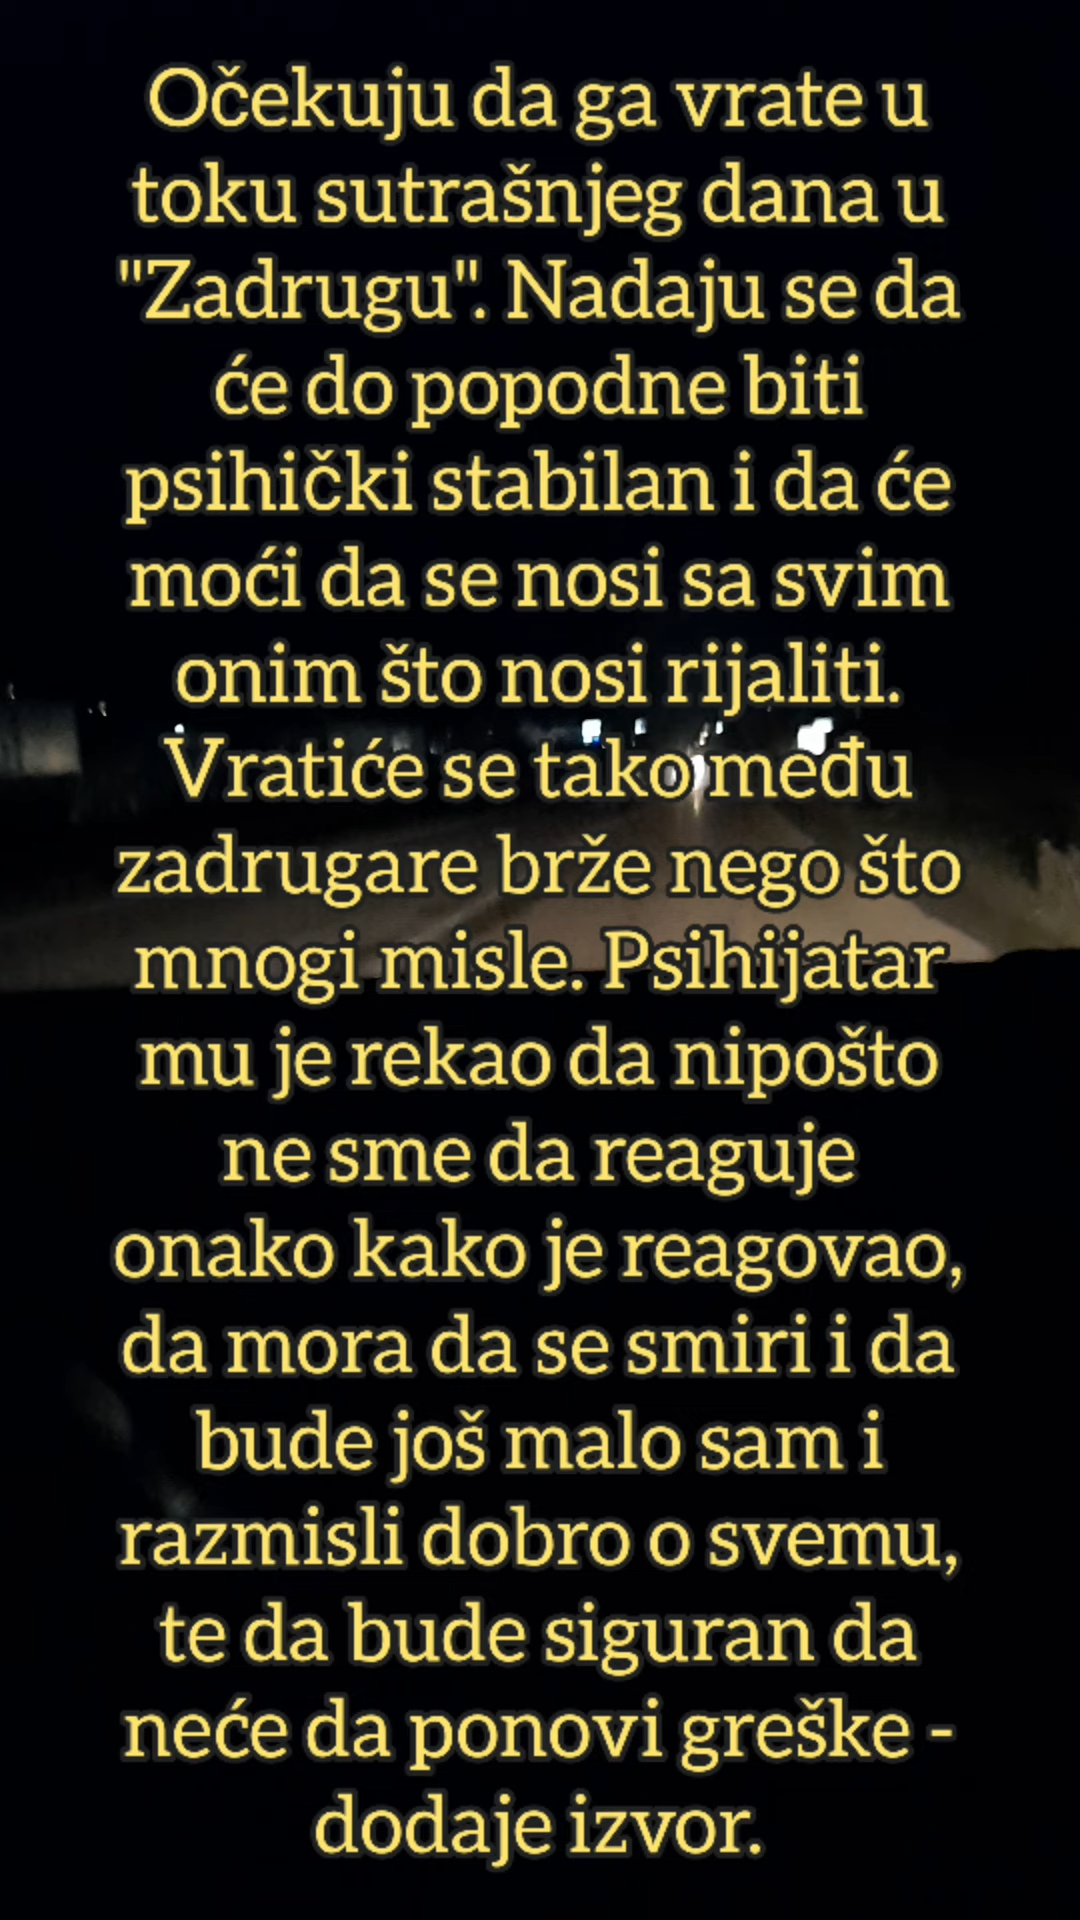 Očekuju da ga vrate u
toku sutrašnjeg dana u
"Zadrugu". Nadaju se da
će do popodne biti
psihički stabilan i da će
moći da se nosi sa svim
onim što nosi rijaliti.
Vratiće se tako među
zadrugare brže nego što
mnogi misle. Psihijatar
mu je rekao da nipošto
ne sme da reaguje
onako kako je reagovao,
da mora da se smiri i da
bude još malo sam i
razmisli dobro o svemu,
te da bude siguran da
neće da ponovi greške -
dodaje izvor.